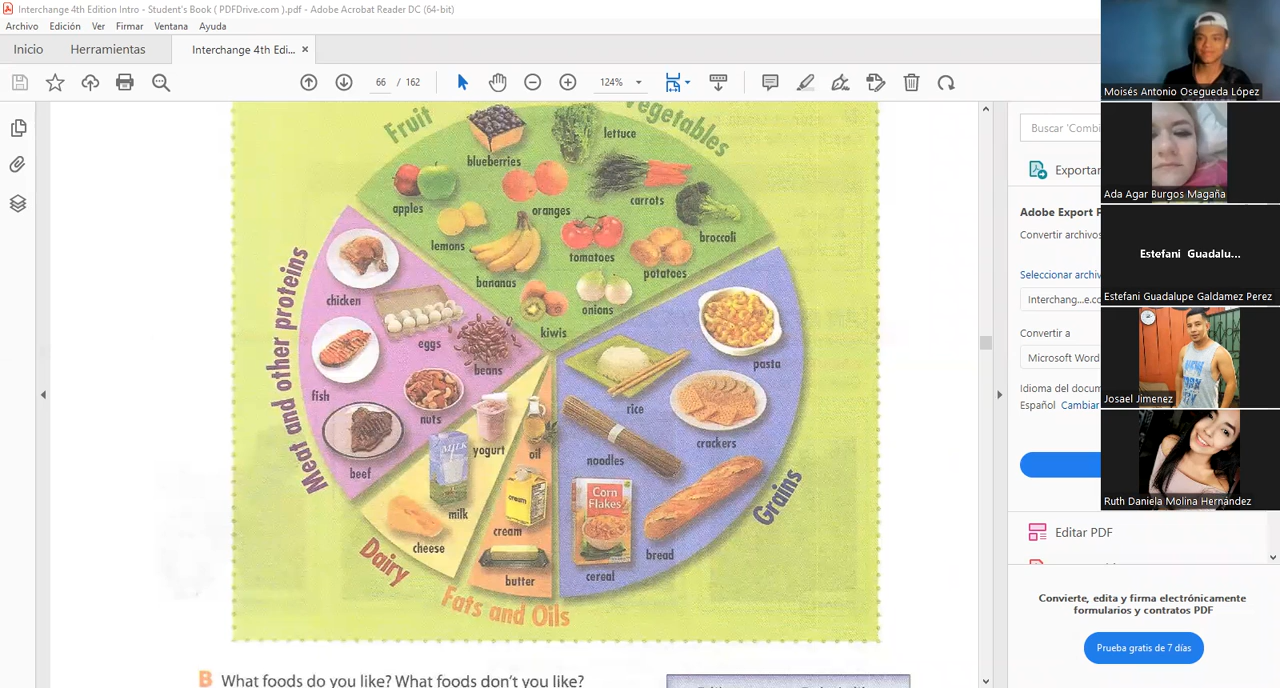 Interchange 4th Edition Intro - Student's Book ( PDFDrive.com ).pdf - Adobe Acrobat Reader DC (64-bit)
Archivo Edición Ver Firmar Ventana Ayuda
Inicio Herramientas Interchange 4th Edi... ×
66 / 162 124%
Fruit
Vegetables
blueberries
lettuce
apples
oranges
carrots
lemons
bananas
tomatoes
broccoli
potatoes
kiwis
onions
Meat and other proteins
chicken
eggs
beans
fish
nuts
beef
Dairy
yogurt
MILK
milk
cheese
Fats and Oils
oil
cream
cream
butter
Grains
pasta
rice
crackers
noodles
Corn
Flakes
bread
cereal
B What foods do you like? What foods don't you like?
Buscar 'Combi
Exportar
Adobe Export P
Convertir archivos
Seleccionar archiv
Interchang...e.co
Convertir a
Microsoft Word
Idioma del docum
Español Cambiar
Editar PDF
Convierte, edita y firma electrónicamente
formularios y contratos PDF
Prueba gratis de 7 días
Moisés Antonio Osegueda López
Ada Agar Burgos Magaña
Estefani Guadalu...
Estefani Guadalupe Galdamez Perez
Josael Jimenez
Ruth Daniela Molina Hernández